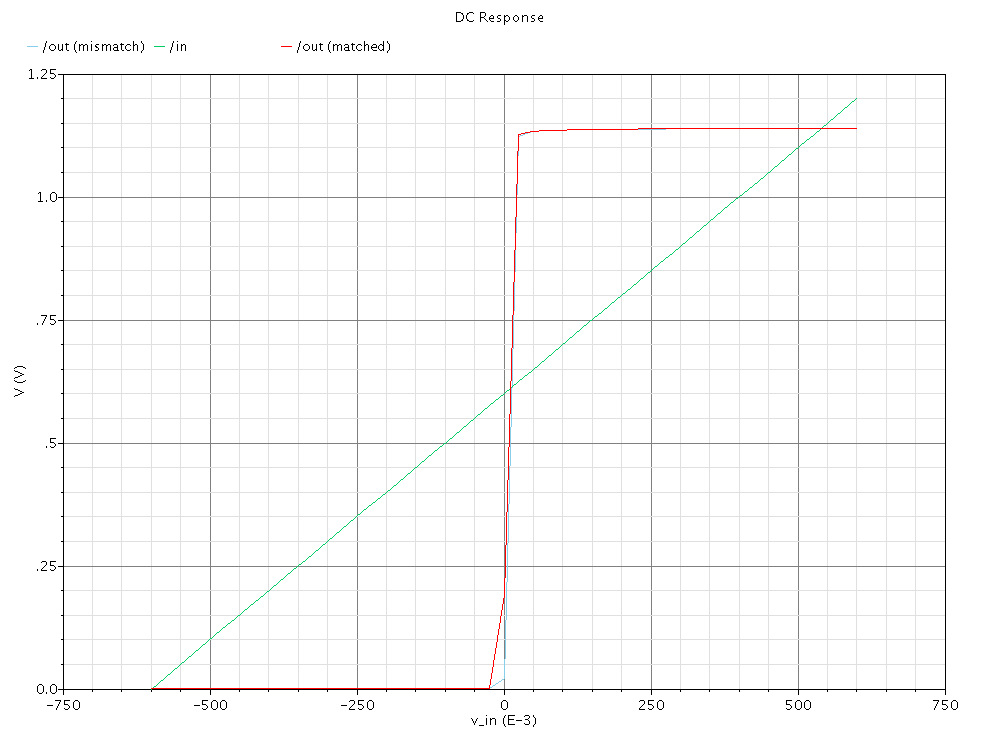 DC Response
/out (mismatch) /in /out (matched)
1.25
1.0
.75
.5
.25
0.0
V (V)
-750 -500 -250 0 250 500 750
v_in (E-3)